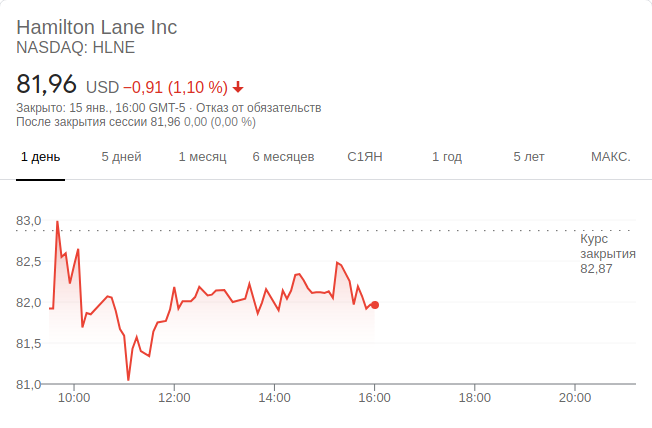 Hamilton Lane Inc
NASDAQ: HLNE
81,96 USD −0,91 (1,10 %)
Закрыто: 15 янв., 16:00 GMT-5 · Отказ от обязательств
После закрытия сессии 81,96 0,00 (0,00 %)
1 день 5 дней 1 месяц 6 месяцев С1ЯН 1 год 5 лет МАКС.
83,0
Курс
закрытия
82,87
82,5
82,0
81,5
81,0
10:00 12:00 14:00 16:00 18:00 20:00